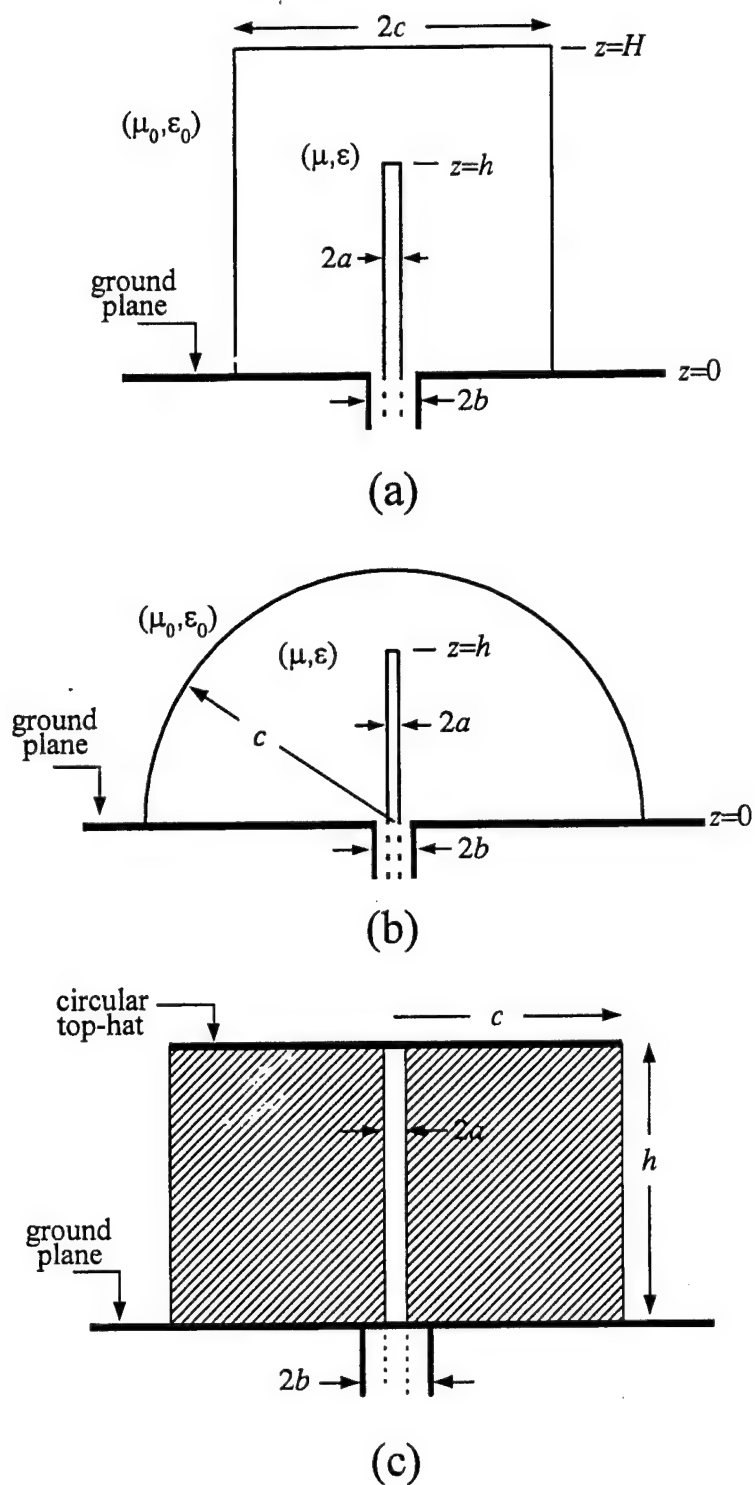 2c
z=H
(μ₀,ε₀)
(μ,ε)
z=h
2a
ground
plane
z=0
2b
(a)
(μ₀,ε₀)
(μ,ε)
z=h
2a
c
ground
plane
z=0
2b
(b)
circular
top-hat
c
2a
h
ground
plane
2b
(c)